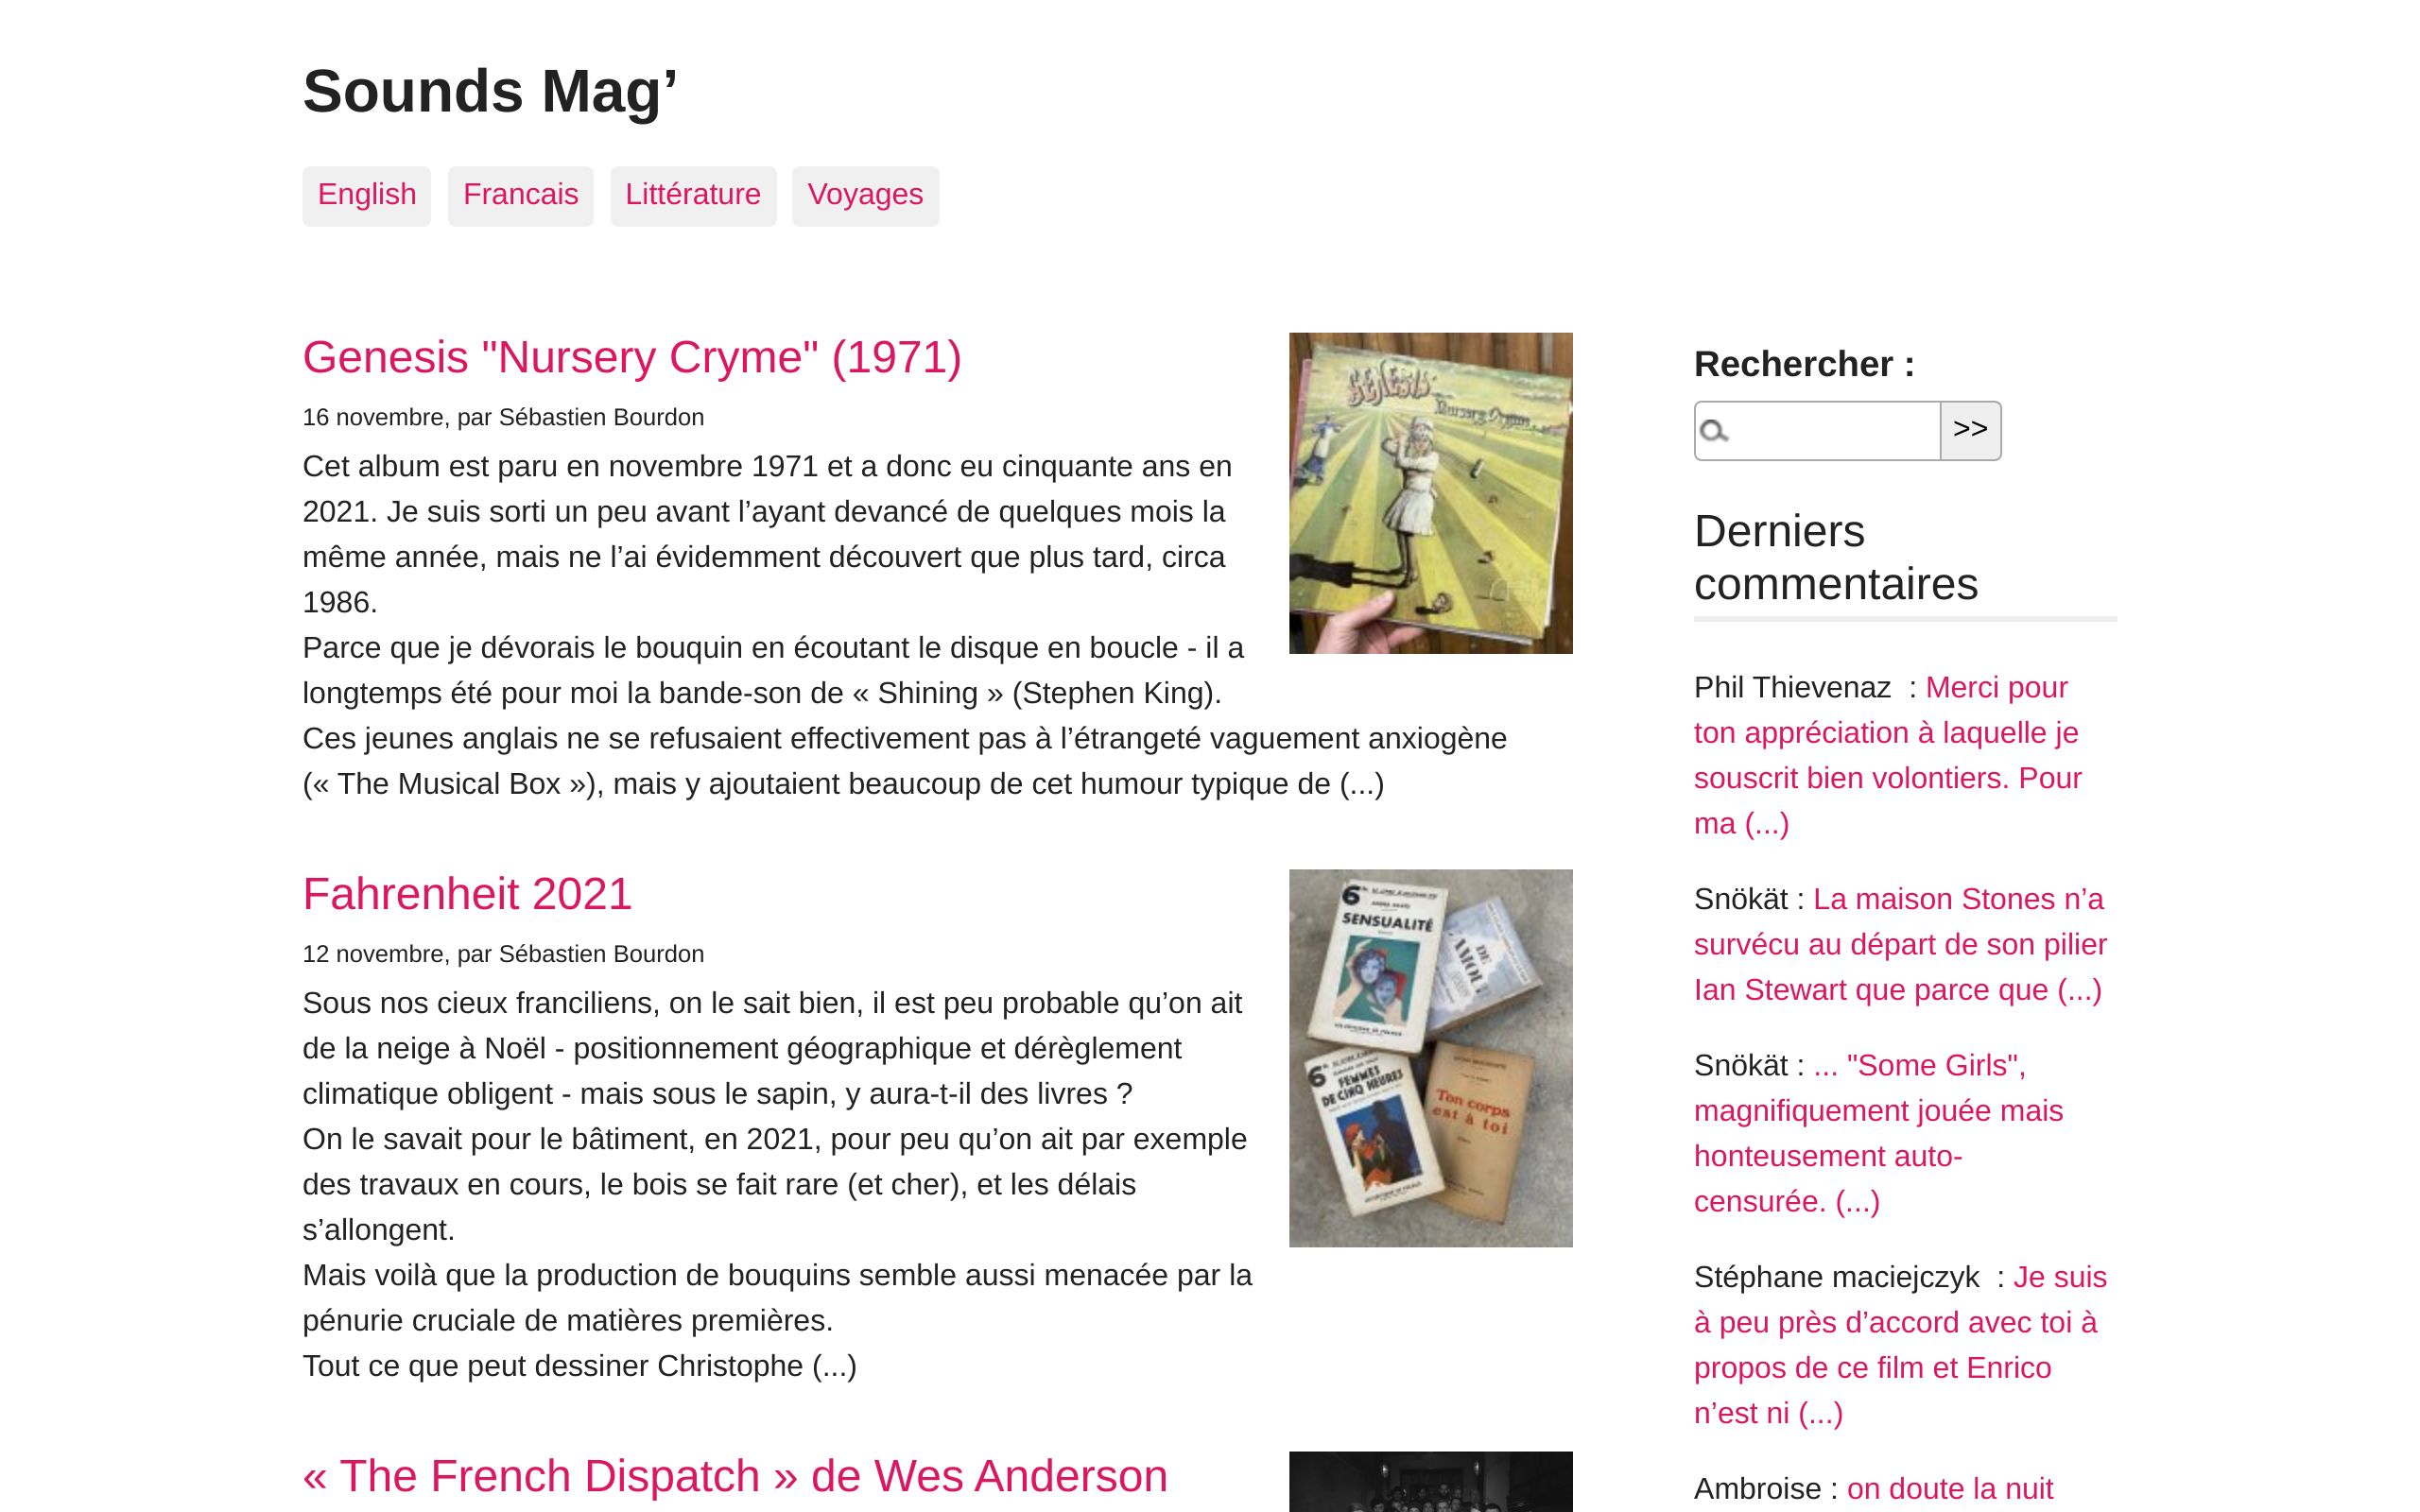 Sounds Mag’
English Francais Littérature Voyages
Genesis "Nursery Cryme" (1971)
16 novembre, par Sébastien Bourdon
Cet album est paru en novembre 1971 et a donc eu cinquante ans en
2021. Je suis sorti un peu avant l’ayant devancé de quelques mois la
même année, mais ne l’ai évidemment découvert que plus tard, circa
1986.
Parce que je dévorais le bouquin en écoutant le disque en boucle - il a
longtemps été pour moi la bande-son de « Shining » (Stephen King).
Ces jeunes anglais ne se refusaient effectivement pas à l’étrangeté vaguement anxiogène
(« The Musical Box »), mais y ajoutaient beaucoup de cet humour typique de (...)
GENESIS
Nursery Cryme
Fahrenheit 2021
12 novembre, par Sébastien Bourdon
Sous nos cieux franciliens, on le sait bien, il est peu probable qu’on ait
de la neige à Noël - positionnement géographique et dérèglement
climatique obligent - mais sous le sapin, y aura-t-il des livres ?
On le savait pour le bâtiment, en 2021, pour peu qu’on ait par exemple
des travaux en cours, le bois se fait rare (et cher), et les délais
s’allongent.
Mais voilà que la production de bouquins semble aussi menacée par la
pénurie cruciale de matières premières.
Tout ce que peut dessiner Christophe (...)
SENSUALITÉ
DE
FEMMES
DE CINQ HEURES
Ton corps
est à toi
« The French Dispatch » de Wes Anderson
Rechercher :
>>
Derniers
commentaires
Phil Thievenaz  : Merci pour
ton appréciation à laquelle je
souscrit bien volontiers. Pour
ma (...)
Snökät : La maison Stones n’a
survécu au départ de son pilier
Ian Stewart que parce que (...)
Snökät : ... "Some Girls",
magnifiquement jouée mais
honteusement auto-
censurée. (...)
Stéphane maciejczyk  : Je suis
à peu près d’accord avec toi à
propos de ce film et Enrico
n’est ni (...)
Ambroise : on doute la nuit